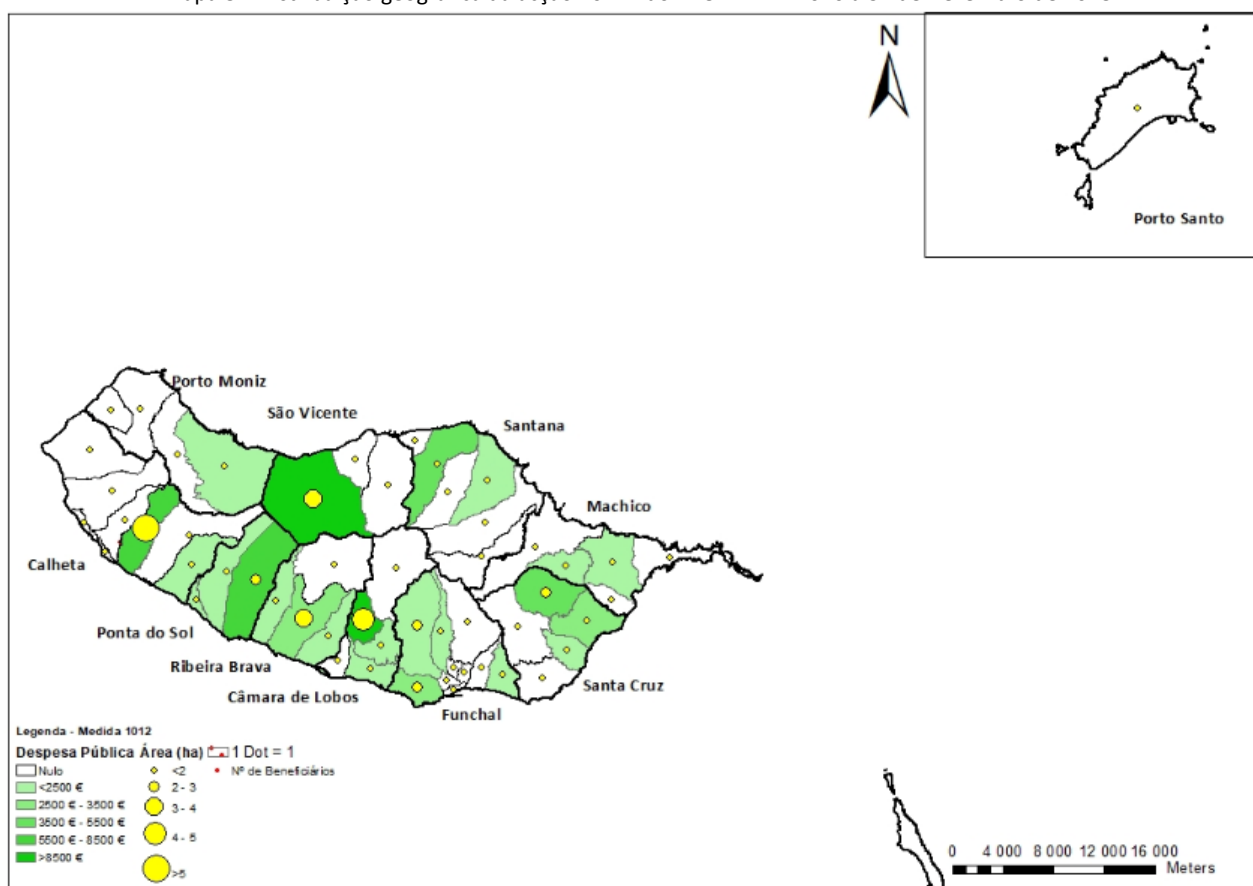 N
Porto Santo
Porto Moniz
São Vicente
Santana
Machico
Calheta
Ponta do Sol
Ribeira Brava
Câmara de Lobos
Funchal
Santa Cruz
Legenda - Medida 1012
Despesa Pública Área (ha) 1 Dot = 1
Nulo <2 Nº de Beneficiários
<2500 € 2 - 3
2500 € - 3500 € 3 - 4
3500 € - 5500 € 4 - 5
5500 € - 8500 €
>8500 € >5
0 4 000 8 000 12 000 16 000
Meters